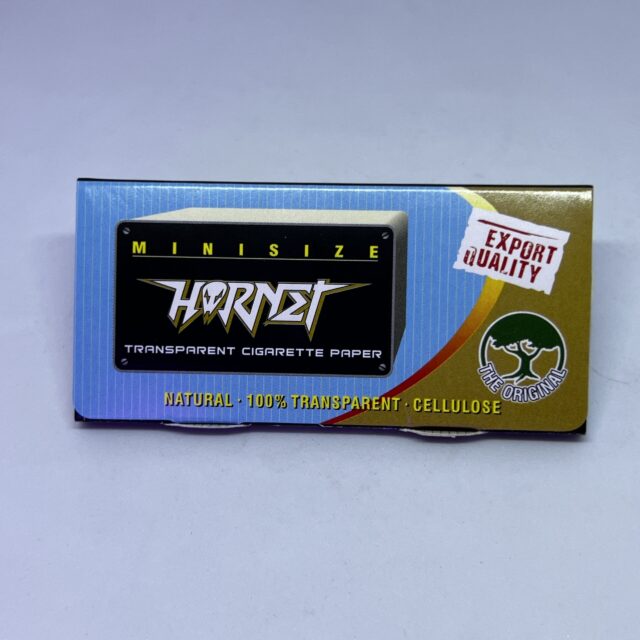 MINISIZE
HORNET
TRANSPARENT CIGARETTE PAPER
NATURAL · 100% TRANSPARENT · CELLULOSE
EXPORT
QUALITY
THE ORIGINAL